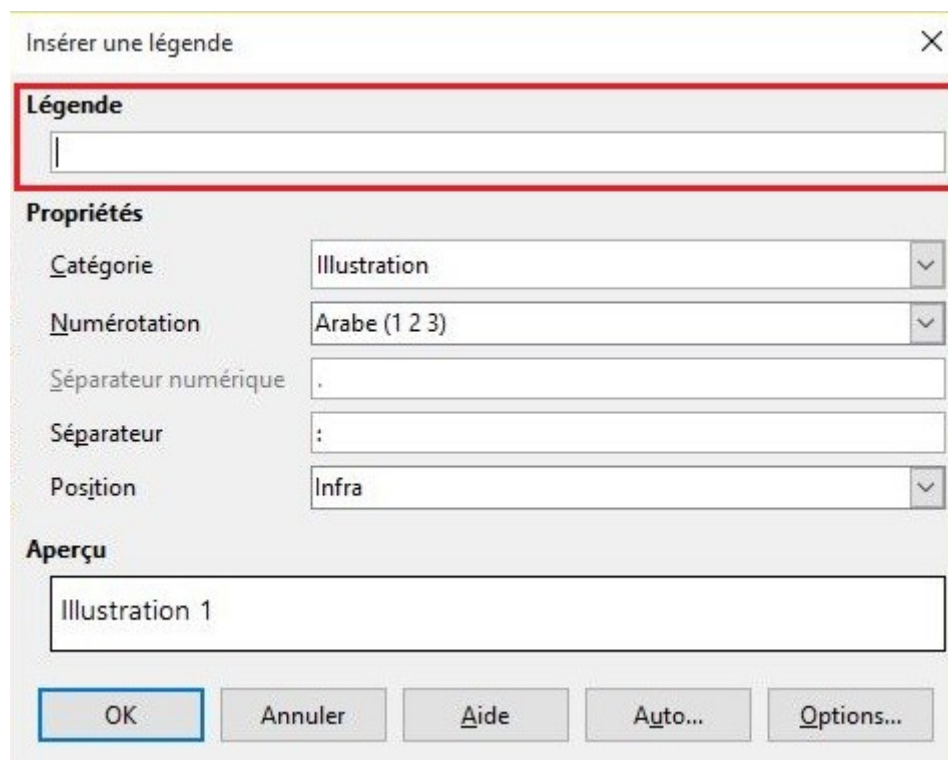 Insérer une légende
Légende
Propriétés
Catégorie Illustration
Numérotation Arabe (1 2 3)
Séparateur numérique .
Séparateur :
Position Infra
Aperçu
Illustration 1
OK Annuler Aide Auto... Options...